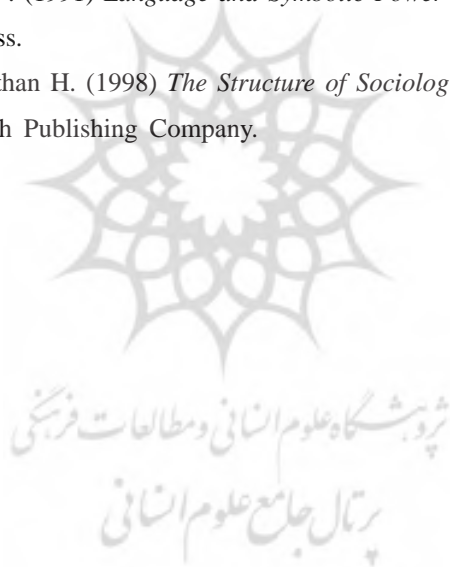 . (1991) Language and Symbolic Power
ss.
than H. (1998) The Structure of Sociolog
h Publishing Company.
پژوهشگاه علوم انسانی و مطالعات فرهنگی
پرتال جامع علوم انسانی